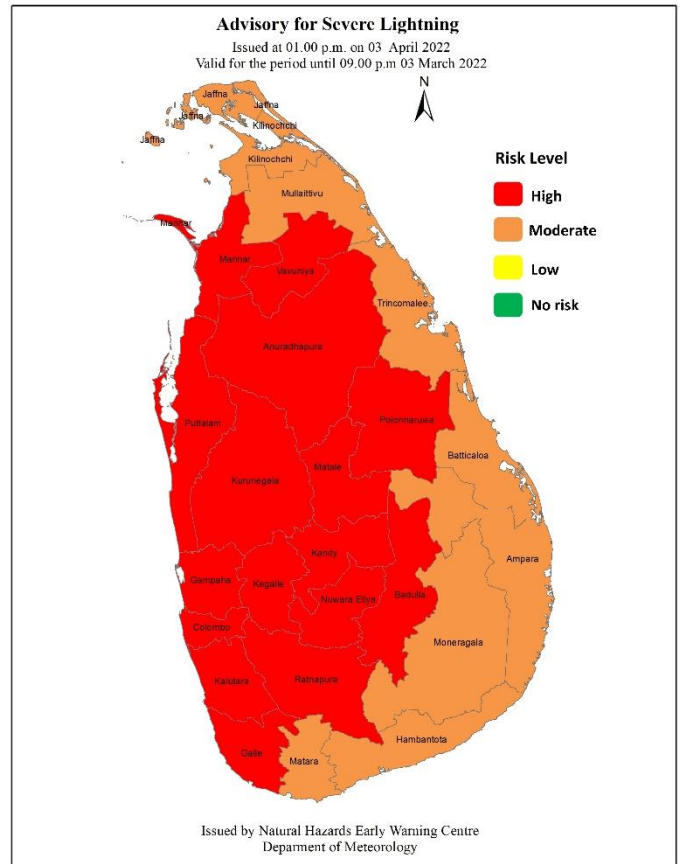 Advisory for Severe Lightning
Issued at 01.00 p.m. on 03 April 2022
Valid for the period until 09.00 p.m 03 March 2022
N
Jaffna
Jaffna
Jaffna
Kilinochchi
Jaffna
Kilinochchi
Risk Level
Mullaittivu
High
Mannar
Moderate
Mannar
Vavuniya
Low
Trincomalee
No risk
Anuradhapura
Polonnaruwa
Puttalam
Batticaloa
Matale
Kurunegala
Kandy
Ampara
Gampaha
Kegalle
Nuwara Eliya
Badulla
Colombo
Moneragala
Kalutara
Ratnapura
Hambantota
Galle
Matara
Issued by Natural Hazards Early Warning Centre
Deparment of Meteorology